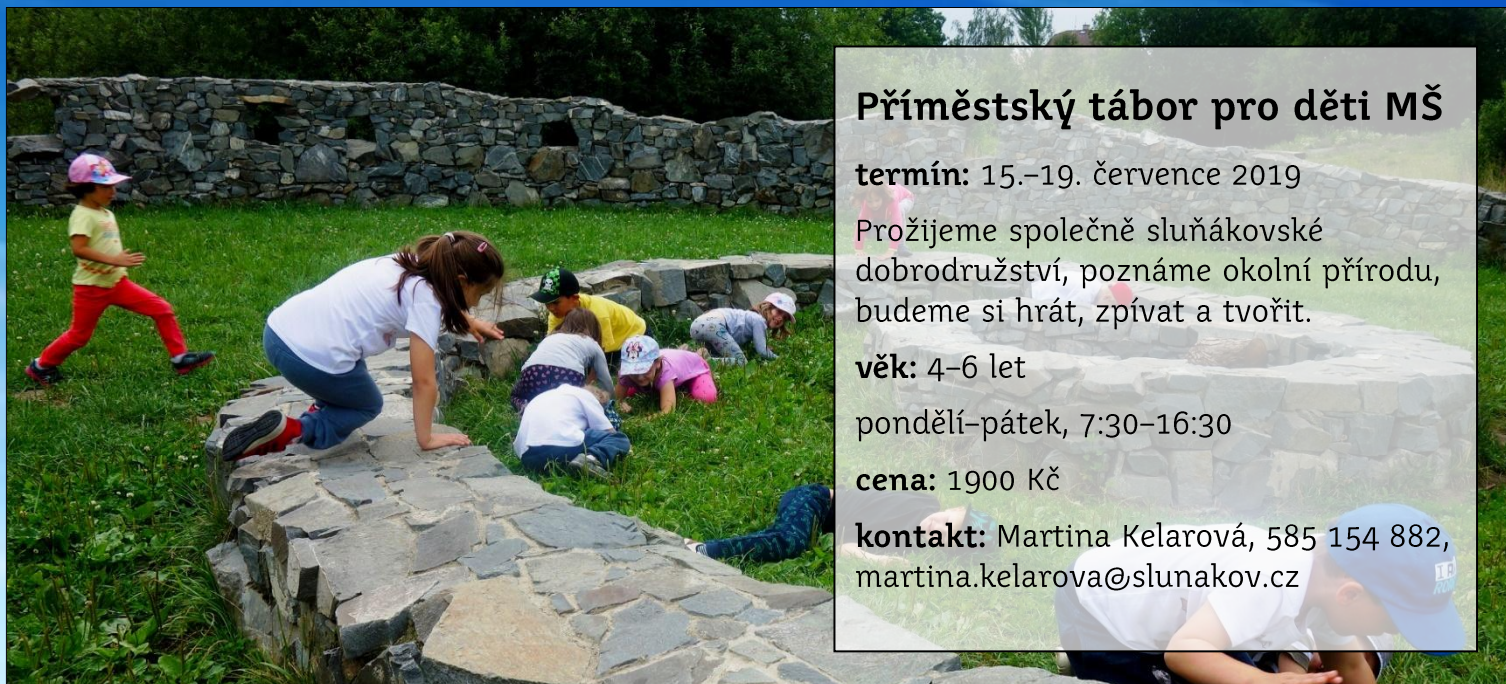 Příměstský tábor pro děti MŠ
termín: 15.–19. července 2019
Prožijeme společně sluňákovské
dobrodružství, poznáme okolní přírodu,
budeme si hrát, zpívat a tvořit.
věk: 4–6 let
pondělí–pátek, 7:30–16:30
cena: 1900 Kč
kontakt: Martina Kelarová, 585 154 882,
martina.kelarova@slunakov.cz